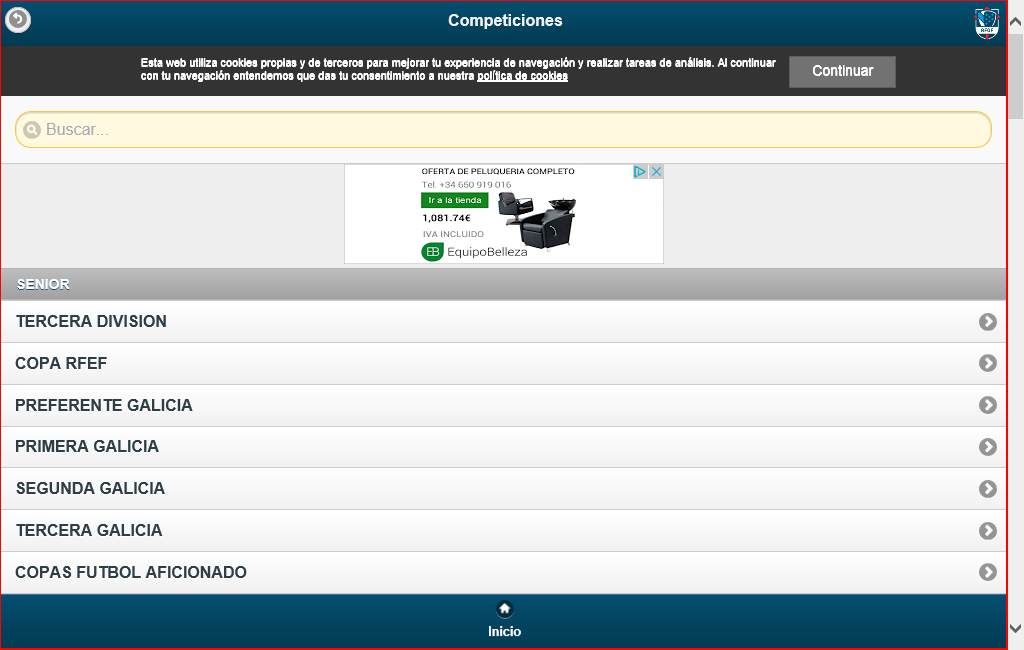 Competiciones
RFGF
Esta web utiliza cookies propias y de terceros para mejorar tu experiencia de navegación y realizar tareas de análisis. Al continuar
con tu navegación entendemos que das tu consentimiento a nuestra política de cookies
Continuar
Buscar...
OFERTA DE PELUQUERIA COMPLETO
Tel. +34 650 919 016
Ir a la tienda
1,081.74€
IVA INCLUIDO
EB EquipoBelleza
SENIOR
TERCERA DIVISION
COPA RFEF
PREFERENTE GALICIA
PRIMERA GALICIA
SEGUNDA GALICIA
TERCERA GALICIA
COPAS FUTBOL AFICIONADO
Inicio